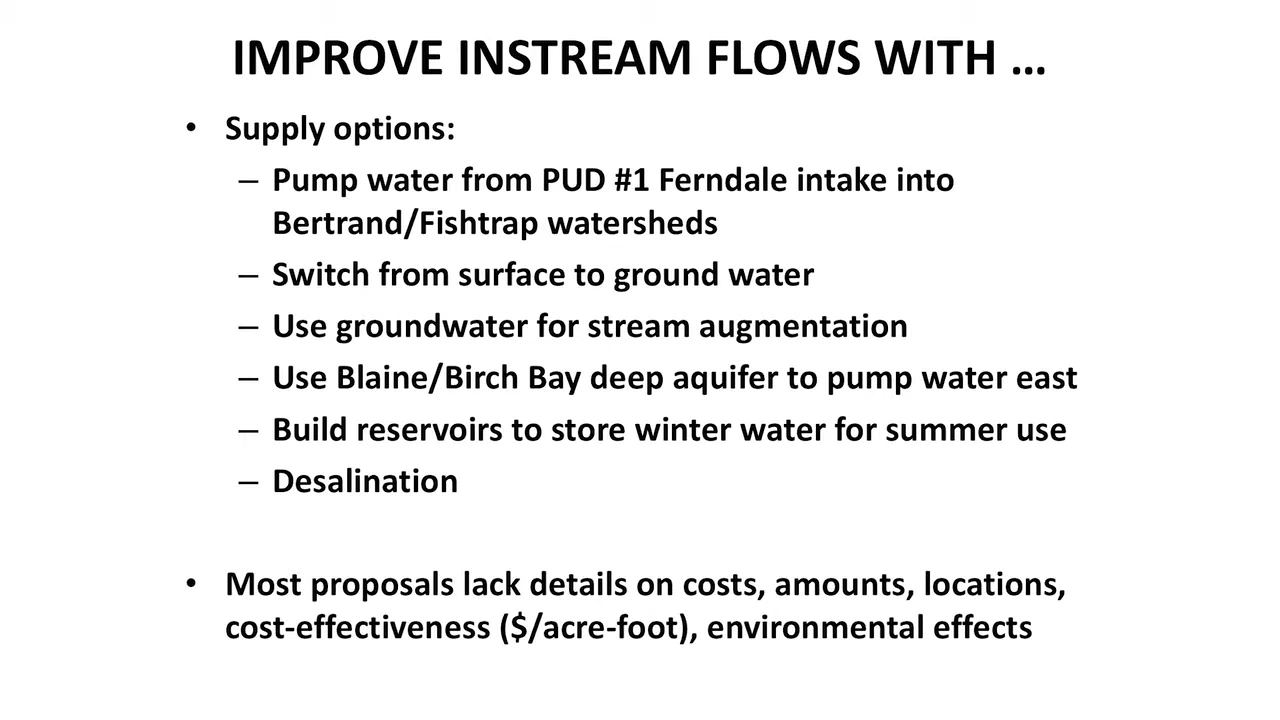 IMPROVE INSTREAM FLOWS WITH …
• Supply options:
– Pump water from PUD #1 Ferndale intake into
Bertrand/Fishtrap watersheds
– Switch from surface to ground water
– Use groundwater for stream augmentation
– Use Blaine/Birch Bay deep aquifer to pump water east
– Build reservoirs to store winter water for summer use
– Desalination
• Most proposals lack details on costs, amounts, locations,
cost-effectiveness ($/acre-foot), environmental effects